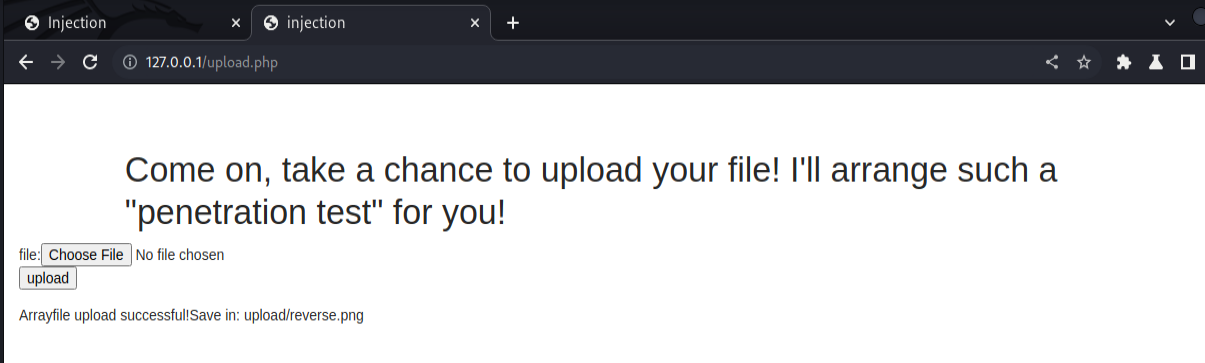 Injection
injection
127.0.0.1/upload.php
Come on, take a chance to upload your file! I'll arrange such a
"penetration test" for you!
file: Choose File No file chosen
upload
Arrayfile upload successful!Save in: upload/reverse.png